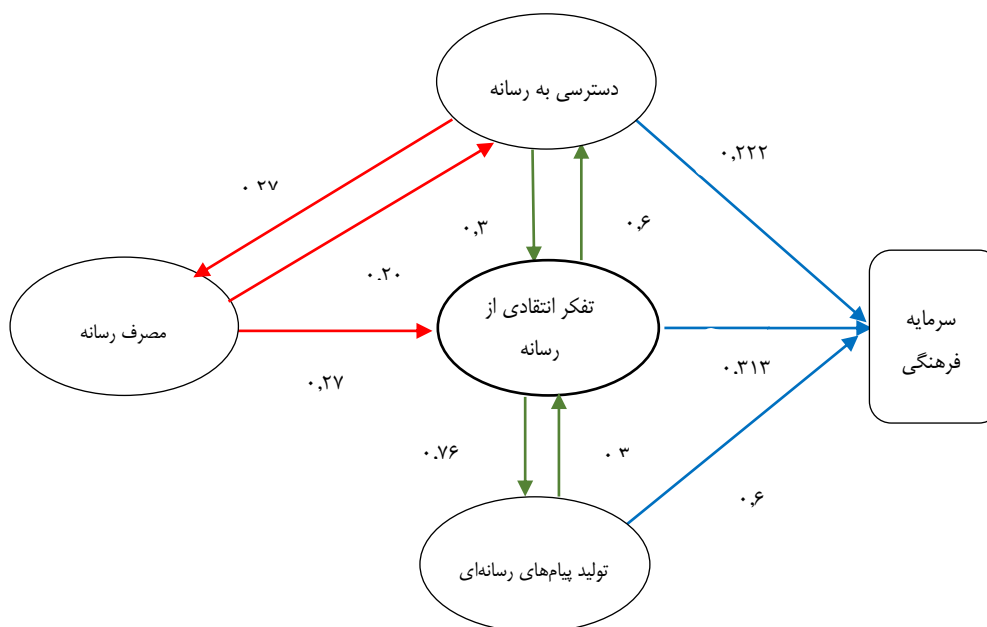 دسترسی به رسانه
۰,۲۲۲
۰.۲۷
۰,۳
۰,۶
۰.۲۰
تفکر انتقادی از
رسانه
مصرف رسانه
سرمایه
فرهنگی
۰,۲۷
۰.۳۱۳
۰.۷۶
۰.۳
۰,۶
تولید پیام‌های رسانه‌ای